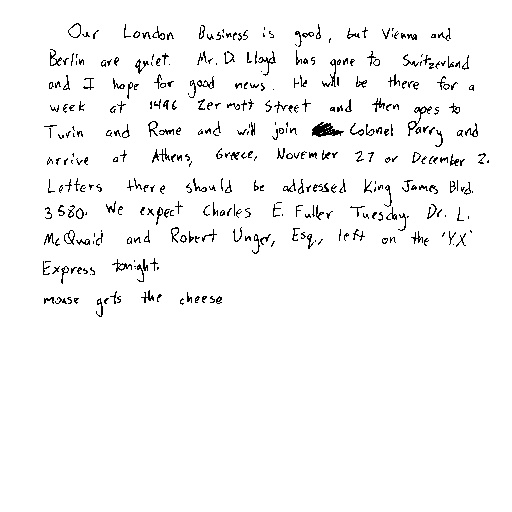 Our London Business is good, but Vienna and
Berlin are quiet. Mr. D. Lloyd has gone to Switzerland
and I hope for good news. He will be there for a
week at 1496 Zermott Street and then goes to
Turin and Rome and will join Colonel Parry and
arrive at Athens, Greece, November 27 or December 2.
Letters there should be addressed King James Blvd.
3580. We expect Charles E. Fuller Tuesday. Dr. L.
McQuaid and Robert Unger, Esq., left on the 'Y.X'
Express tonight.
mouse gets the cheese